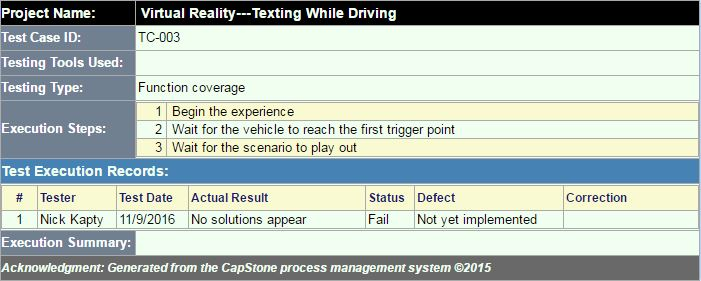 Project Name: Virtual Reality---Texting While Driving
Test Case ID: TC-003
Testing Tools Used:
Testing Type: Function coverage
Execution Steps:
1 Begin the experience
2 Wait for the vehicle to reach the first trigger point
3 Wait for the scenario to play out
Test Execution Records:
# Tester Test Date Actual Result Status Defect Correction
1 Nick Kapty 11/9/2016 No solutions appear Fail Not yet implemented
Execution Summary:
Acknowledgment: Generated from the CapStone process management system ©2015